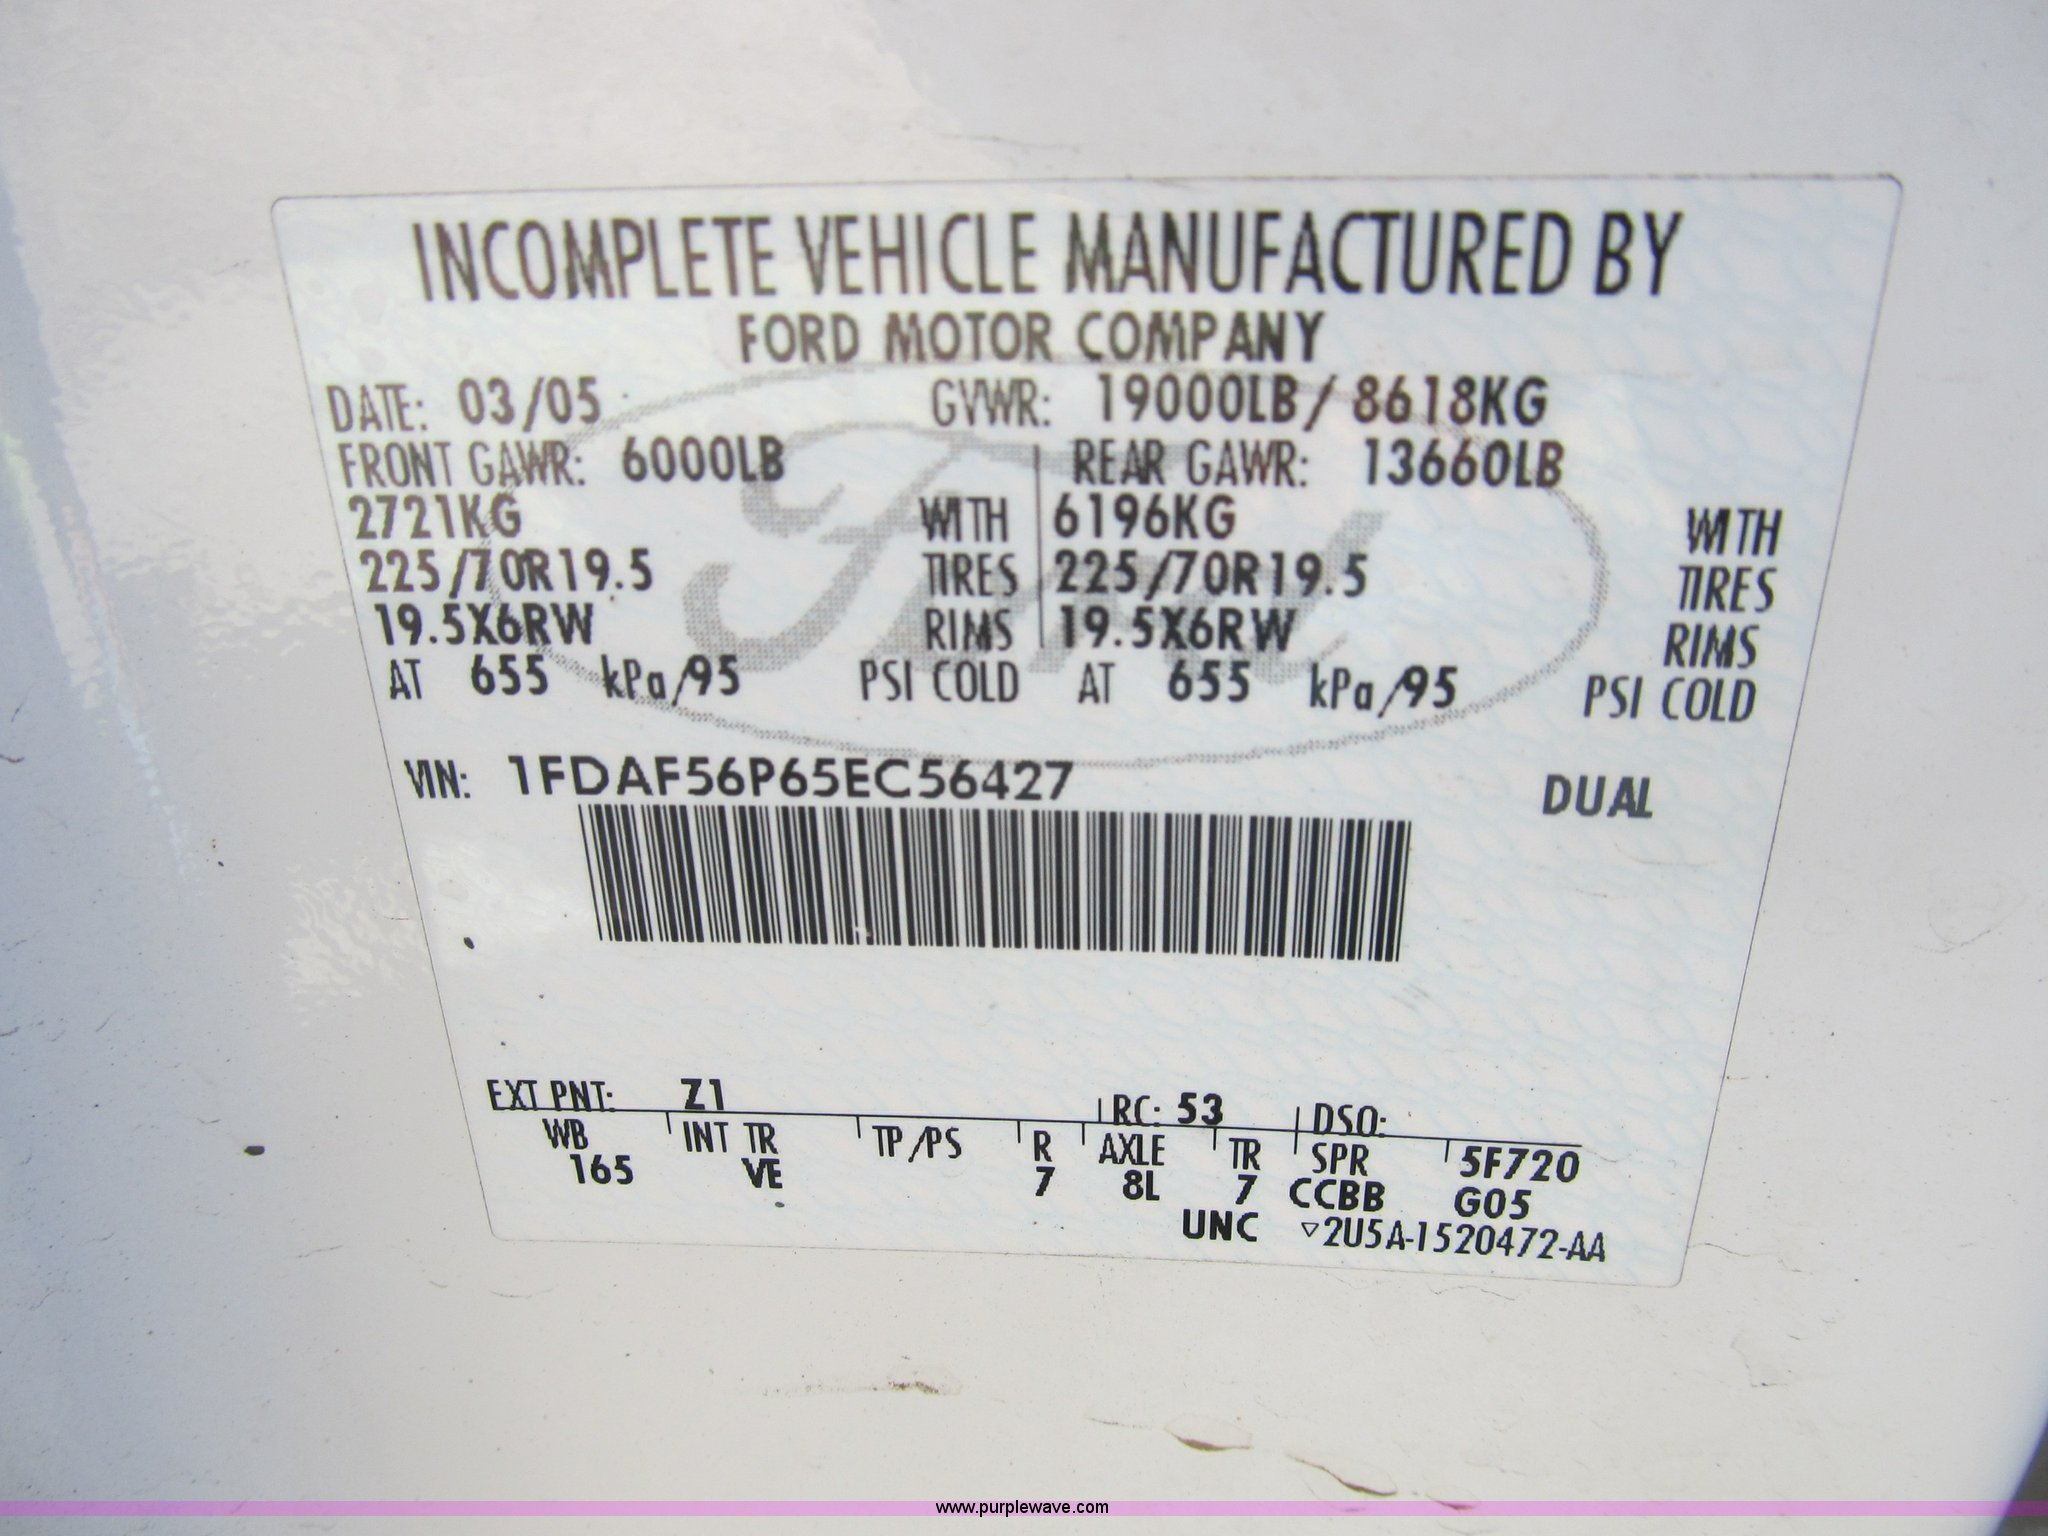 INCOMPLETE VEHICLE MANUFACTURED BY
FORD MOTOR COMPANY
DATE: 03/05 GVWR: 19000LB / 8618KG
FRONT GAWR: 6000LB REAR GAWR: 13660LB
2721KG WITH 6196KG WITH
225/70R19.5 TIRES 225/70R19.5 TIRES
19.5X6RW RIMS 19.5X6RW RIMS
AT 655 kPa/95 PSI COLD AT 655 kPa/95 PSI COLD
VIN: 1FDAF56P65EC56427 DUAL
EXT PNT: Z1 RC: 53 DSO:
WB INT TR TP/PS R AXLE TR SPR 5F720
165 VE 7 8L 7 CCBB G05
UNC ▽2U5A-1520472-AA
Ford
www.purplewave.com